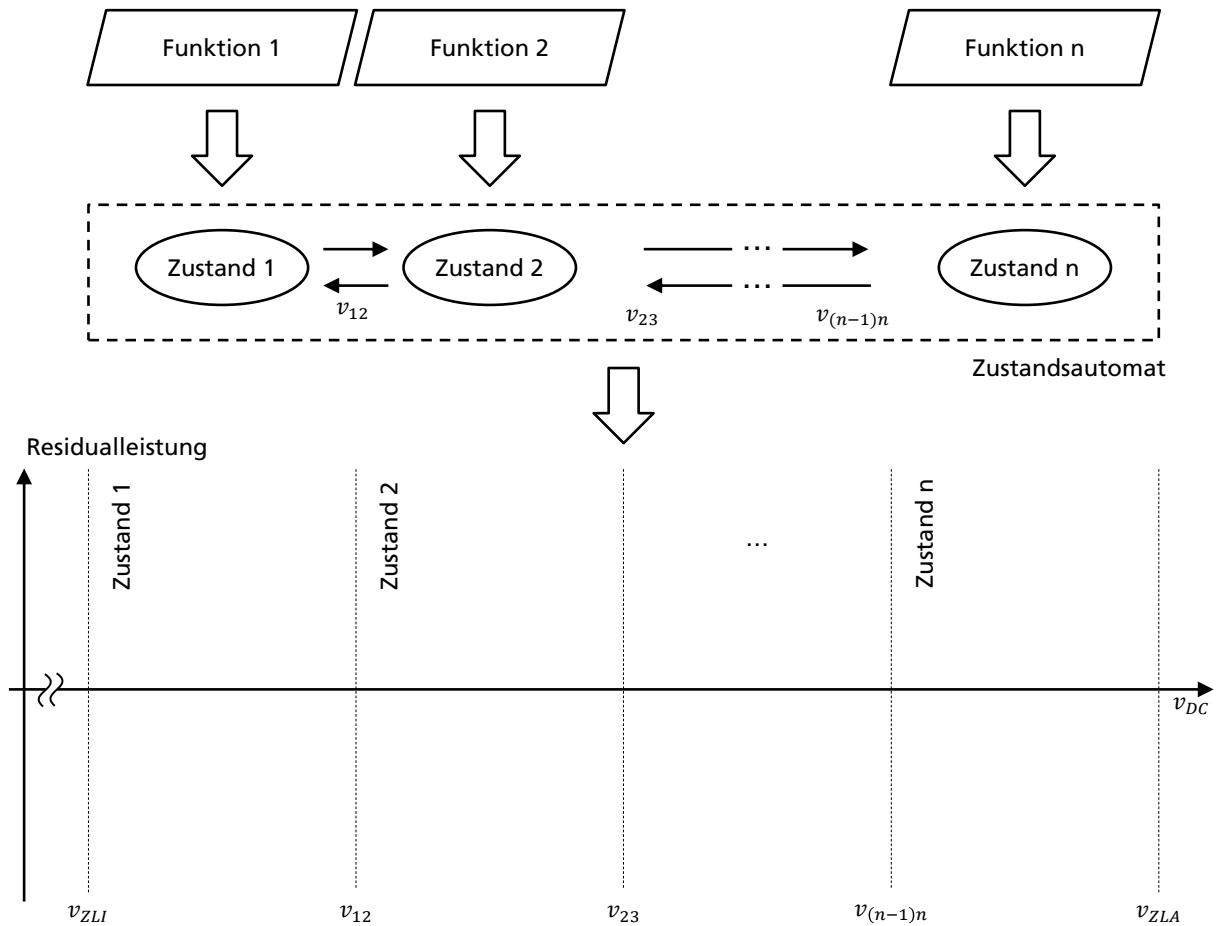 Funktion 1
Funktion 2
Funktion n
Zustand 1
Zustand 2
... 
...
Zustand n
v12
v23
v(n−1)n
Zustandsautomat
Residualleistung
Zustand 1
Zustand 2
...
Zustand n
vDC
vZLI
v12
v23
v(n−1)n
vZLA